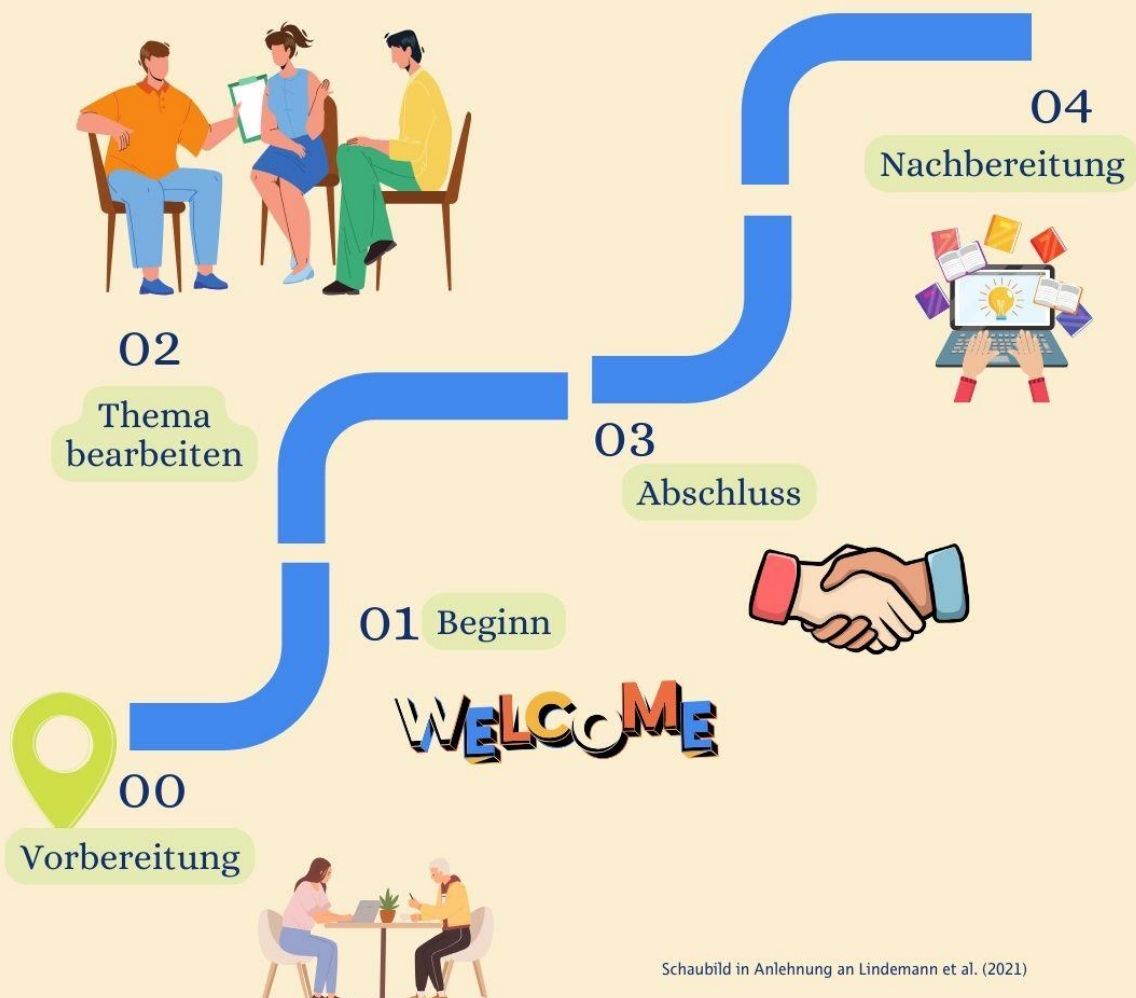 04
Nachbereitung
02
Thema
bearbeiten
03
Abschluss
01 Beginn
WELCOME
00
Vorbereitung
Schaubild in Anlehnung an Lindemann et al. (2021)